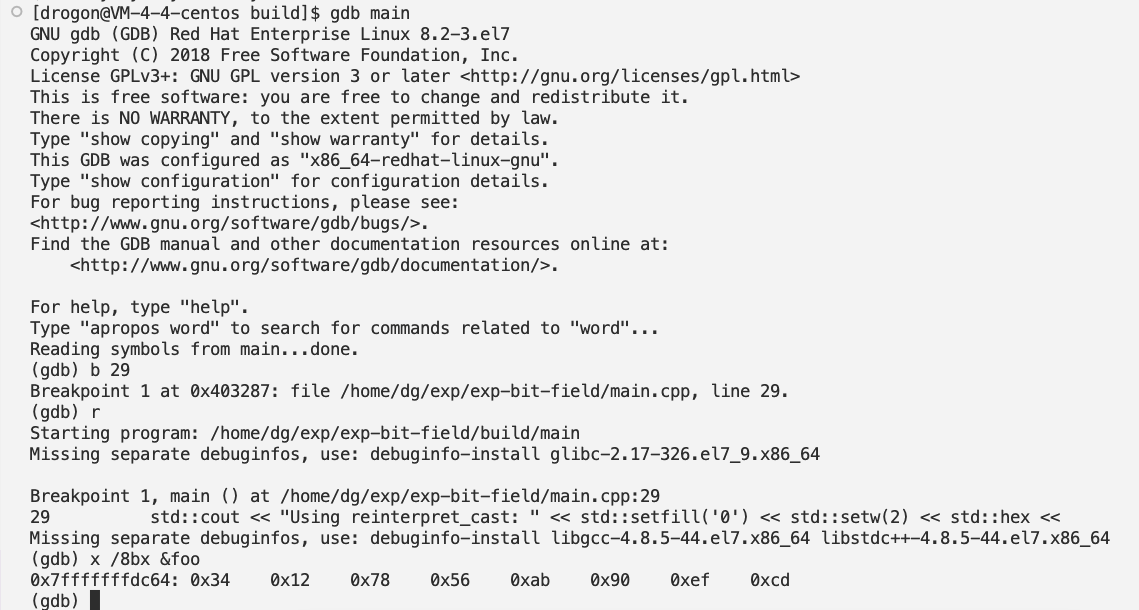 [drogon@VM-4-4-centos build]$ gdb main
GNU gdb (GDB) Red Hat Enterprise Linux 8.2-3.el7
Copyright (C) 2018 Free Software Foundation, Inc.
License GPLv3+: GNU GPL version 3 or later <http://gnu.org/licenses/gpl.html>
This is free software: you are free to change and redistribute it.
There is NO WARRANTY, to the extent permitted by law.
Type "show copying" and "show warranty" for details.
This GDB was configured as "x86_64-redhat-linux-gnu".
Type "show configuration" for configuration details.
For bug reporting instructions, please see:
<http://www.gnu.org/software/gdb/bugs/>.
Find the GDB manual and other documentation resources online at:
    <http://www.gnu.org/software/gdb/documentation/>.

For help, type "help".
Type "apropos word" to search for commands related to "word"...
Reading symbols from main...done.
(gdb) b 29
Breakpoint 1 at 0x403287: file /home/dg/exp/exp-bit-field/main.cpp, line 29.
(gdb) r
Starting program: /home/dg/exp/exp-bit-field/build/main
Missing separate debuginfos, use: debuginfo-install glibc-2.17-326.el7_9.x86_64

Breakpoint 1, main () at /home/dg/exp/exp-bit-field/main.cpp:29
29          std::cout << "Using reinterpret_cast: " << std::setfill('0') << std::setw(2) << std::hex <<
Missing separate debuginfos, use: debuginfo-install libgcc-4.8.5-44.el7.x86_64 libstdc++-4.8.5-44.el7.x86_64
(gdb) x /8bx &foo
0x7fffffffdc64: 0x34    0x12    0x78    0x56    0xab    0x90    0xef    0xcd
(gdb)